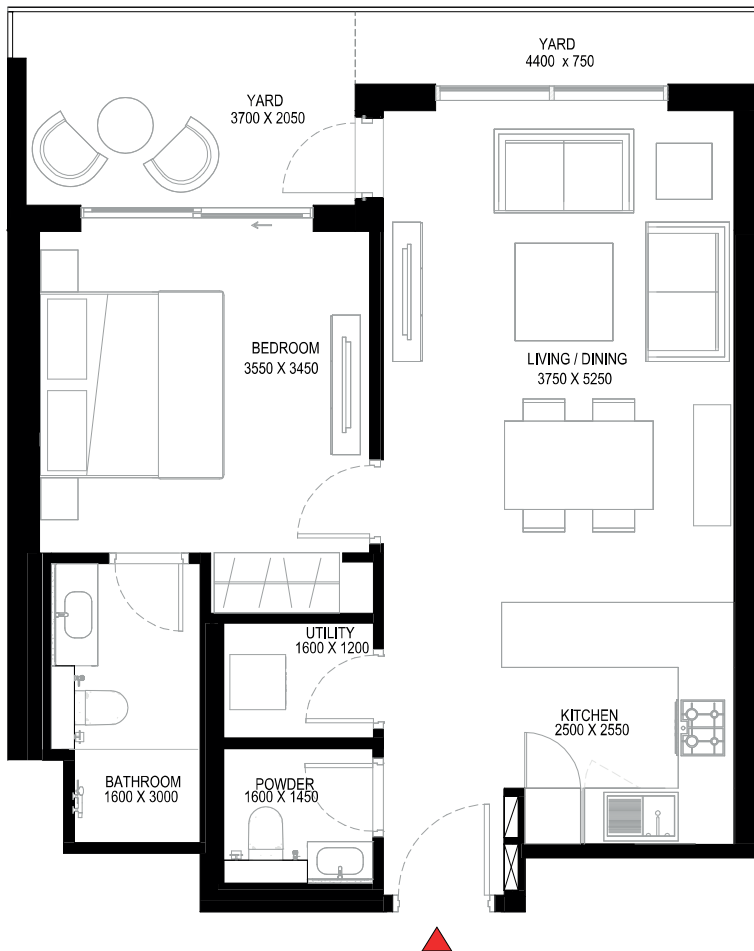 YARD
4400 x 750
YARD
3700 X 2050
BEDROOM
3550 X 3450
LIVING / DINING
3750 X 5250
UTILITY
1600 X 1200
KITCHEN
2500 X 2550
BATHROOM
1600 X 3000
POWDER
1600 X 1450